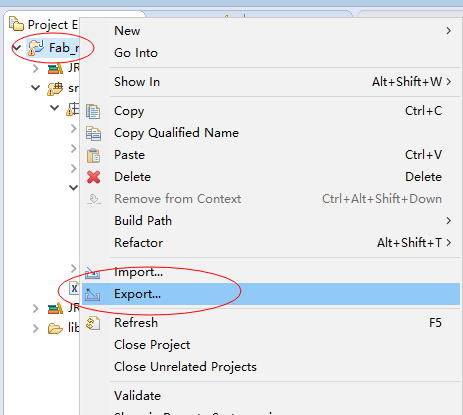 Project E
New
Fab_r
Go Into
JR
Show In Alt+Shift+W
sr
Copy Ctrl+C
Copy Qualified Name
Paste Ctrl+V
Delete Delete
Remove from Context Ctrl+Alt+Shift+Down
Build Path
Refactor Alt+Shift+T
Import...
Export...
JR
Refresh F5
lib
Close Project
Close Unrelated Projects
Validate